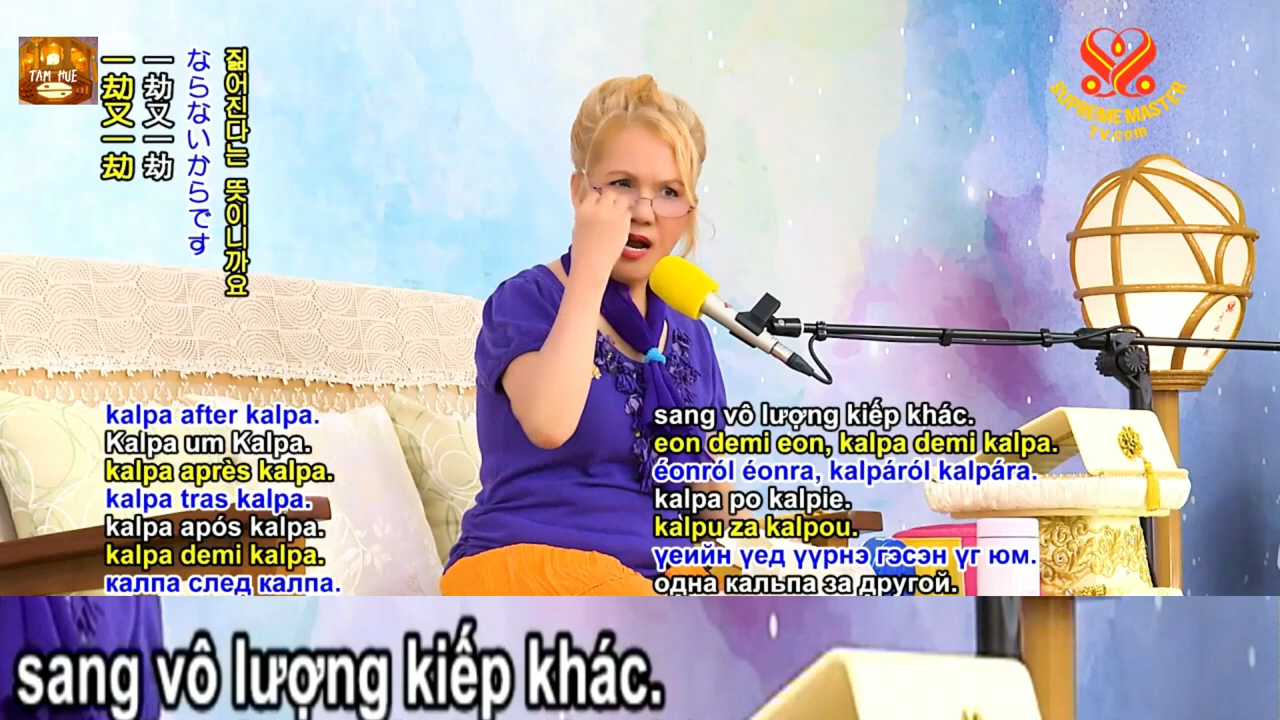 TAM HUE
一劫又一劫
一劫又一劫
ならないからです
짊어진다는 뜻이니까요
SUPREME MASTER
TV.com
kalpa after kalpa.
Kalpa um Kalpa.
kalpa après kalpa.
kalpa tras kalpa.
kalpa após kalpa.
kalpa demi kalpa.
калпа след калпа.
sang vô lượng kiếp khác.
eon demi eon, kalpa demi kalpa.
éonról éonra, kalpáról kalpára.
kalpa po kalpie.
kalpu za kalpou.
үеийн үед үүрнэ гэсэн үг юм.
одна кальпа за другой.
sang vô lượng kiếp khác.